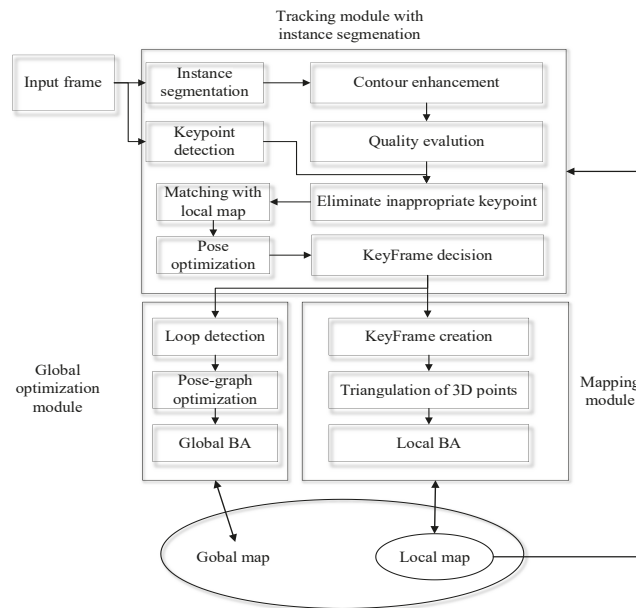 Tracking module with
instance segmenation
Input frame
Instance
segmentation
Contour enhancement
Keypoint
detection
Quality evalution
Matching with
local map
Eliminate inappropriate keypoint
Pose
optimization
KeyFrame decision
Global
optimization
module
Loop detection
Pose-graph
optimization
Global BA
KeyFrame creation
Triangulation of 3D points
Local BA
Mapping
module
Gobal map
Local map